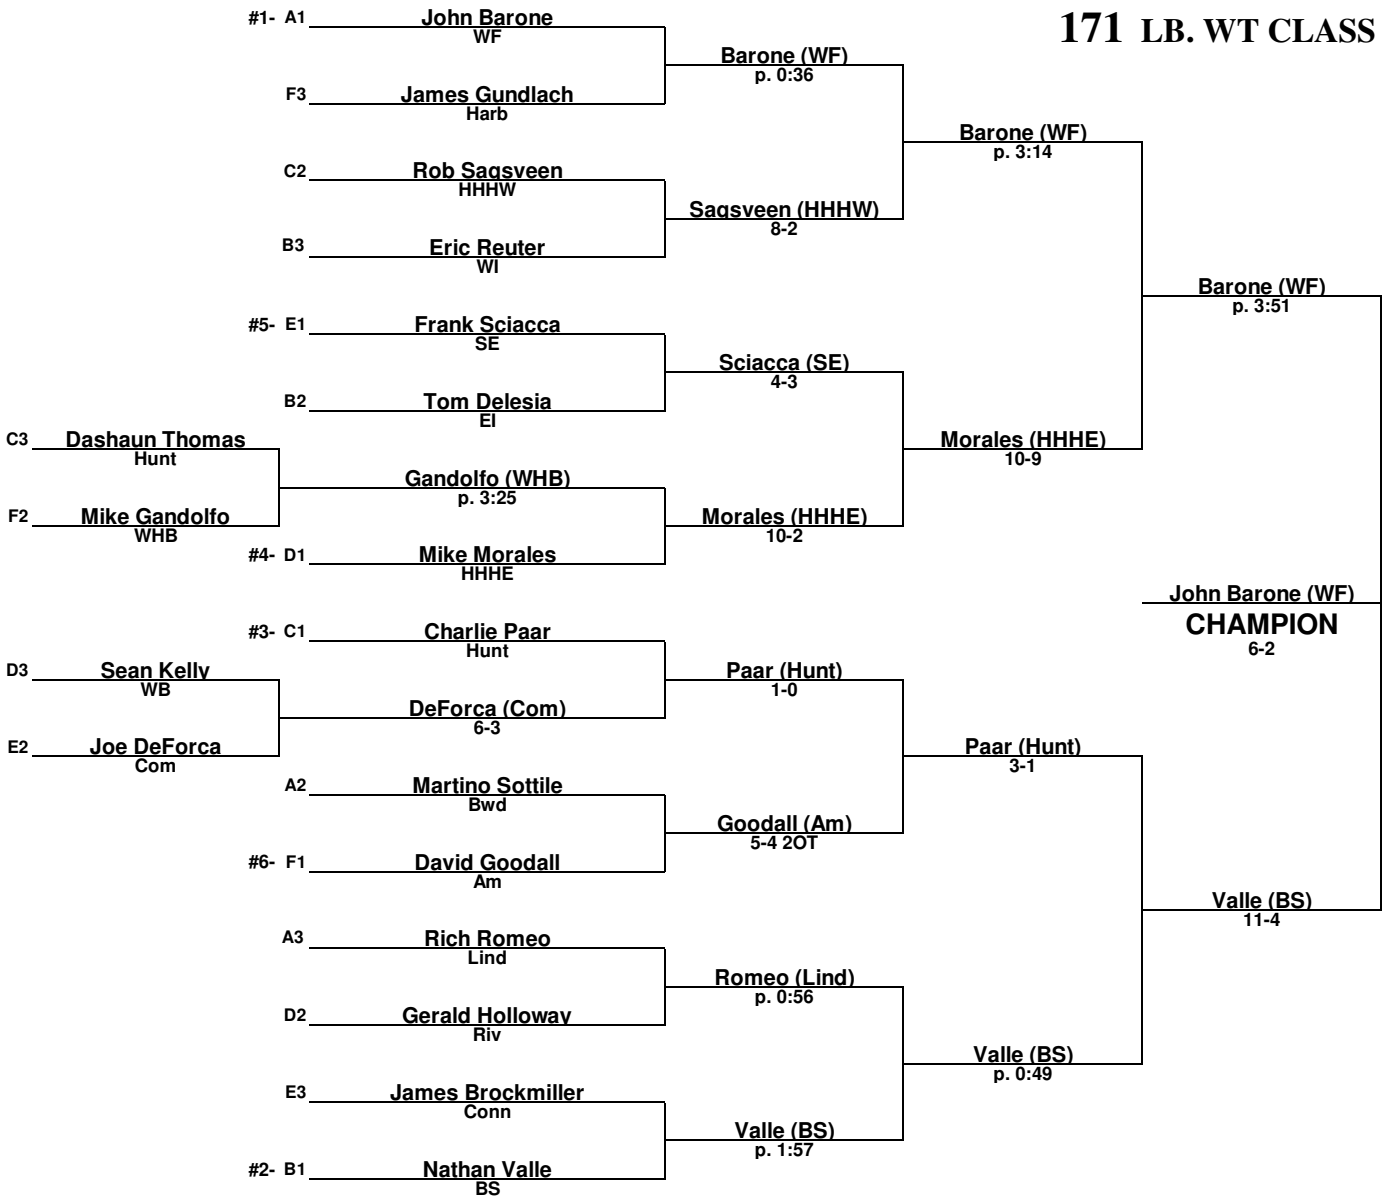 171 LB. WT CLASS
#1- A1 John Barone
WF
Barone (WF)
p. 0:36
F3 James Gundlach
Harb
Barone (WF)
p. 3:14
C2 Rob Sagsveen
HHHW
Sagsveen (HHHW)
8-2
B3 Eric Reuter
WI
Barone (WF)
p. 3:51
#5- E1 Frank Sciacca
SE
Sciacca (SE)
4-3
B2 Tom Delesia
EI
C3 Dashaun Thomas
Hunt
Morales (HHHE)
10-9
Gandolfo (WHB)
p. 3:25
F2 Mike Gandolfo
WHB
Morales (HHHE)
10-2
#4- D1 Mike Morales
HHHE
John Barone (WF)
CHAMPION
6-2
#3- C1 Charlie Paar
Hunt
D3 Sean Kelly
WB
Paar (Hunt)
1-0
DeForca (Com)
6-3
E2 Joe DeForca
Com
Paar (Hunt)
3-1
A2 Martino Sottile
Bwd
Goodall (Am)
5-4 2OT
#6- F1 David Goodall
Am
Valle (BS)
11-4
A3 Rich Romeo
Lind
Romeo (Lind)
p. 0:56
D2 Gerald Holloway
Riv
Valle (BS)
p. 0:49
E3 James Brockmiller
Conn
Valle (BS)
p. 1:57
#2- B1 Nathan Valle
BS